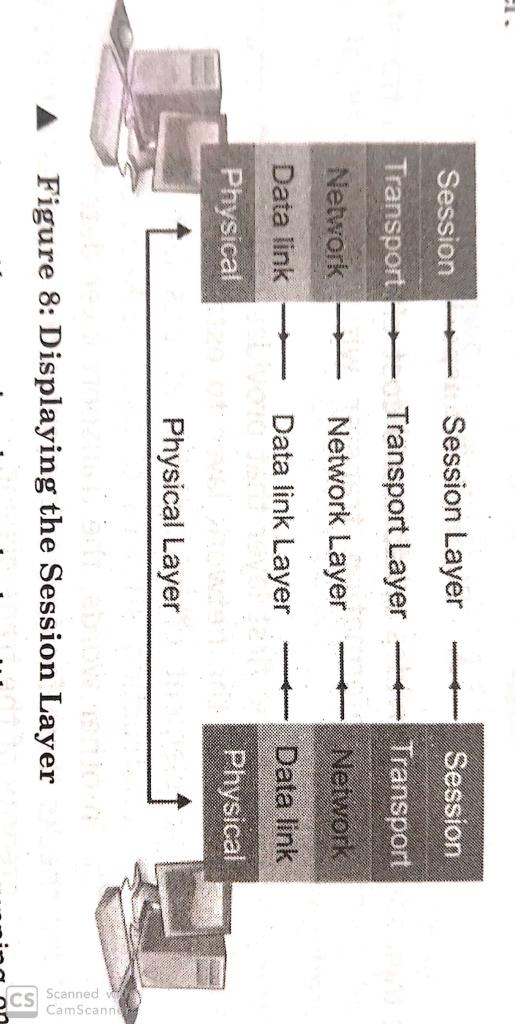 Session Session Layer Session
Transport Transport Layer Transport
Network Network Layer Network
Data link Data link Layer Data link
Physical Physical
Physical Layer
▲ Figure 8: Displaying the Session Layer
CS Scanned
CamScanner